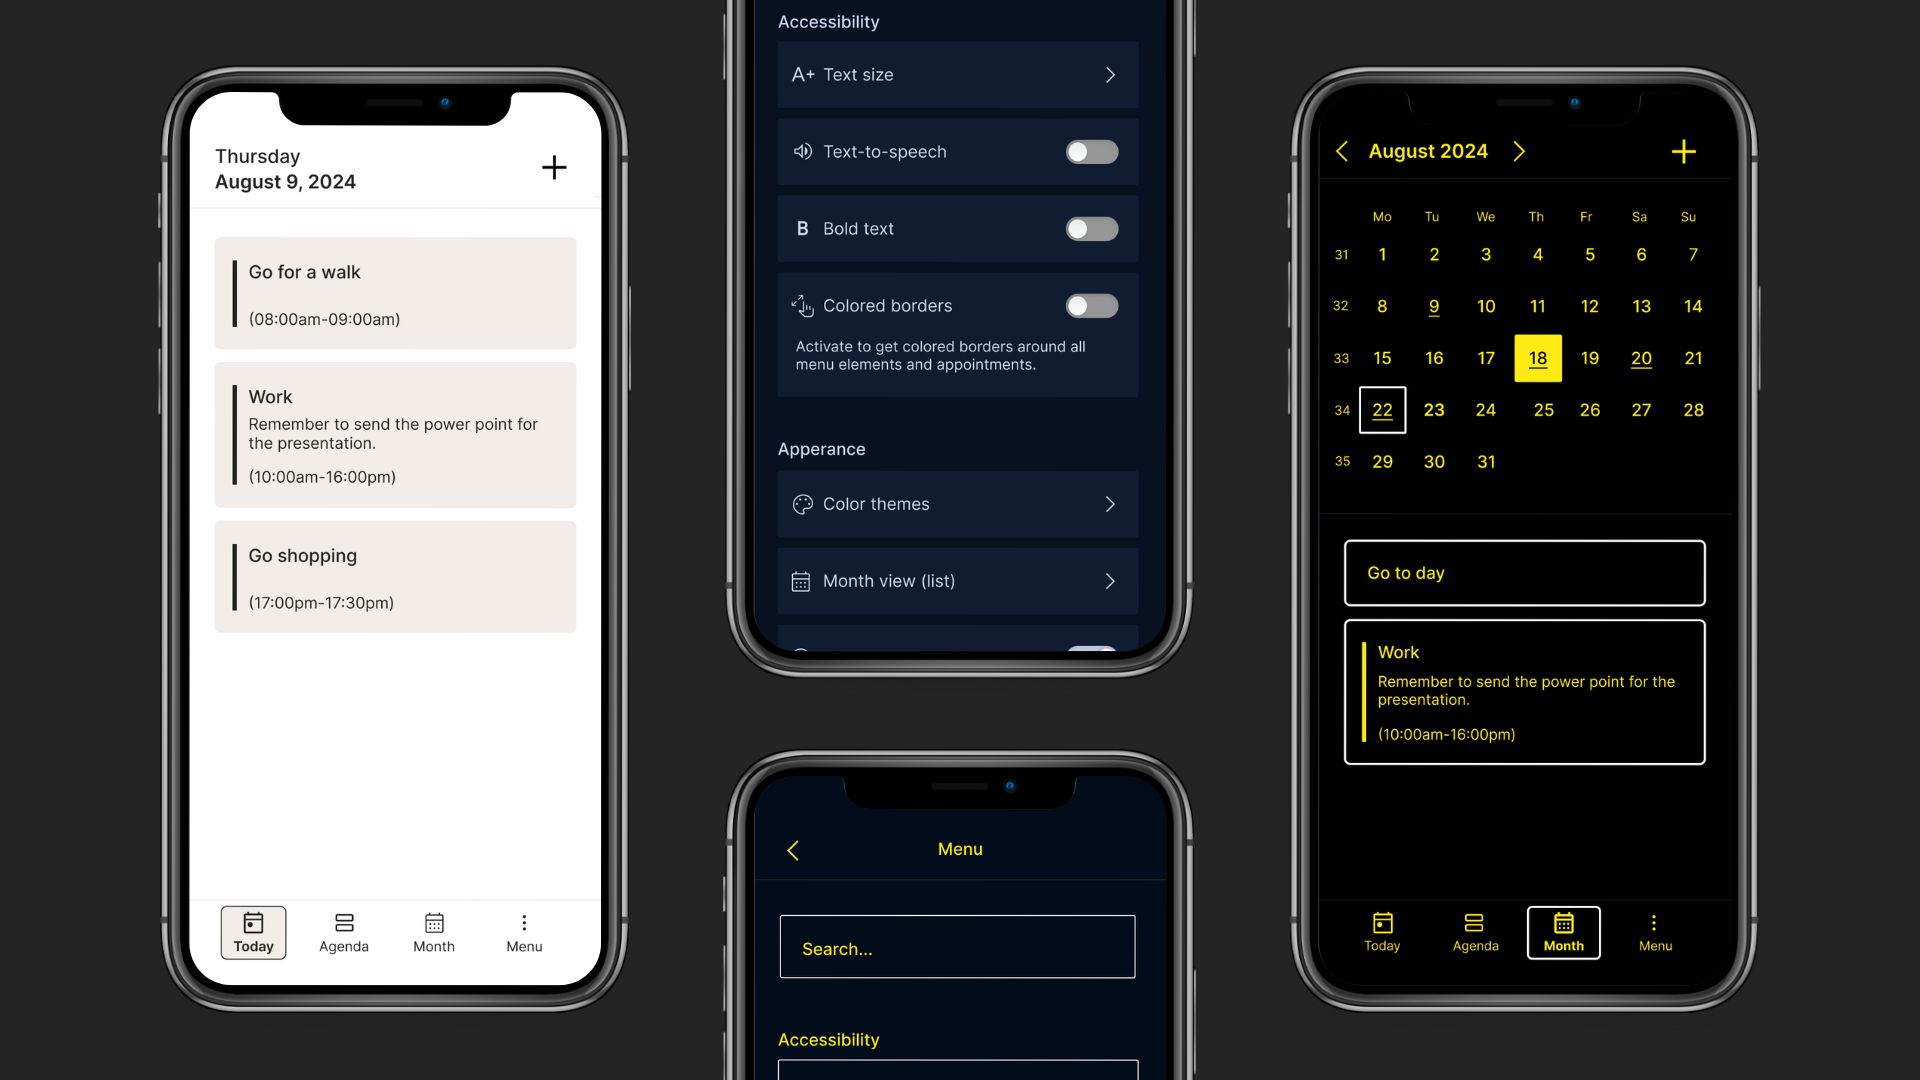 Thursday
August 9, 2024
Go for a walk
(08:00am-09:00am)
Work
Remember to send the power point for
the presentation.
(10:00am-16:00pm)
Go shopping
(17:00pm-17:30pm)
Today Agenda Month Menu
Accessibility
A+ Text size
Text-to-speech
B Bold text
Colored borders
Activate to get colored borders around all
menu elements and appointments.
Apperance
Color themes
Month view (list)
Menu
Search...
Accessibility
August 2024
Mo Tu We Th Fr Sa Su
31 1 2 3 4 5 6 7
32 8 9 10 11 12 13 14
33 15 16 17 18 19 20 21
34 22 23 24 25 26 27 28
35 29 30 31
Go to day
Work
Remember to send the power point for the
presentation.
(10:00am-16:00pm)
Today Agenda Month Menu